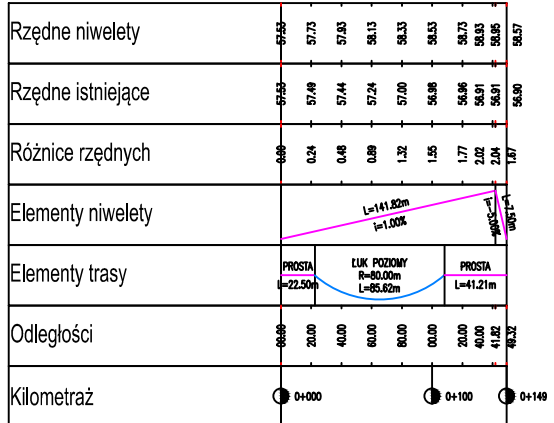 Rzędne niwelety 57.53 57.73 57.93 58.13 58.33 58.53 58.73 58.93 58.95 58.57
Rzędne istniejące 57.53 57.49 57.44 57.24 57.00 56.98 56.96 56.91 56.91 56.90
Różnice rzędnych 0.00 0.24 0.48 0.89 1.32 1.55 1.77 2.02 2.04 1.67
Elementy niwelety L=141.82m i=1.00% i=-5.06% L=7.50m
Elementy trasy PROSTA L=22.50m ŁUK POZIOMY R=80.00m L=85.62m PROSTA L=41.21m
Odległości 00.00 20.00 40.00 60.00 80.00 00.00 20.00 40.00 41.82 49.32
Kilometraż 0+000 0+100 0+149